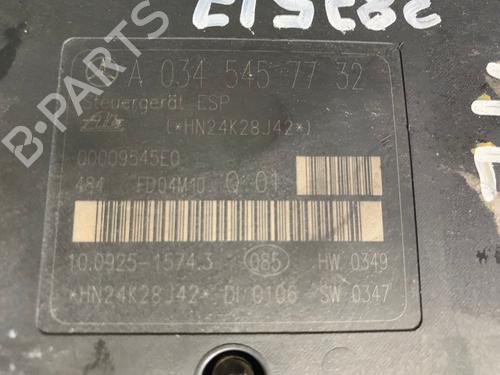 A 034 545 77 32
Steuergerät ESP
(*HN24K28J42*)
00009545E0
484 FD04M10 Q 01
10.0925-1574.3 085 HW 0349
*HN24K28J42* DI 0106 SW 0347
B-PARTS